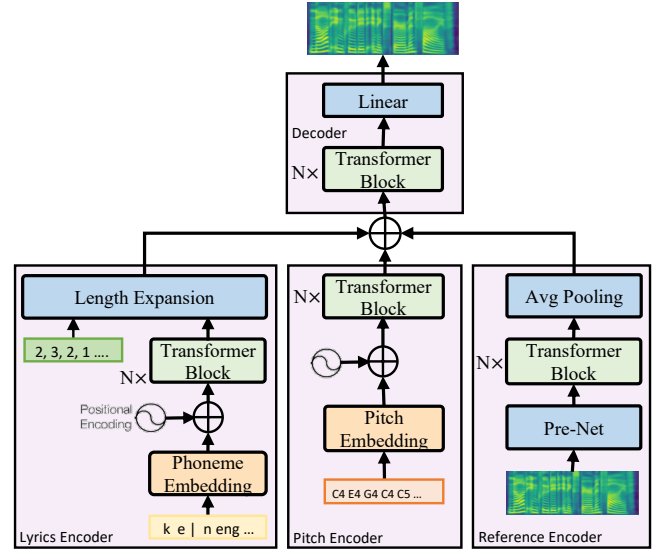 Linear
Decoder
N×
Transformer
Block
Length Expansion
2, 3, 2, 1 ....
N×
Transformer
Block
Positional
Encoding
Phoneme
Embedding
k e | n eng ...
Lyrics Encoder
N×
Transformer
Block
Pitch
Embedding
C4 E4 G4 C4 C5 ...
Pitch Encoder
Avg Pooling
N×
Transformer
Block
Pre-Net
Reference Encoder